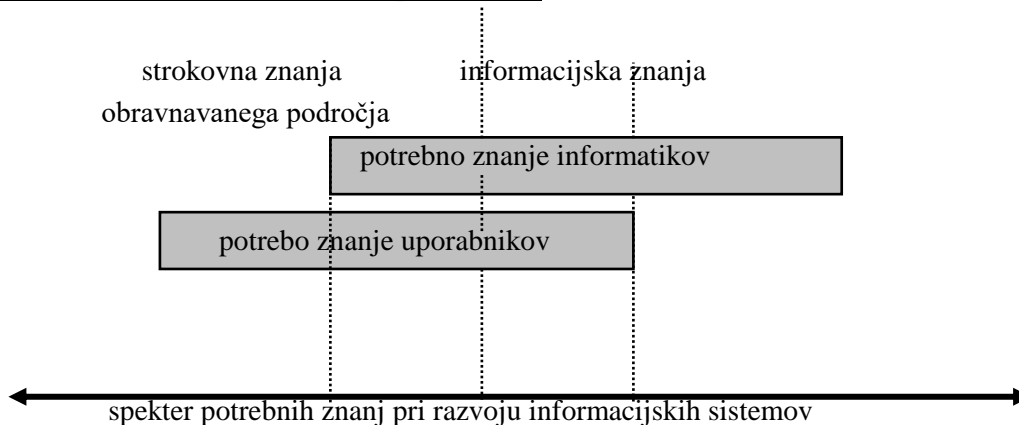 strokovna znanja
informacijska znanja
obravnavanega področja
potrebno znanje informatikov
potrebo znanje uporabnikov
spekter potrebnih znanj pri razvoju informacijskih sistemov